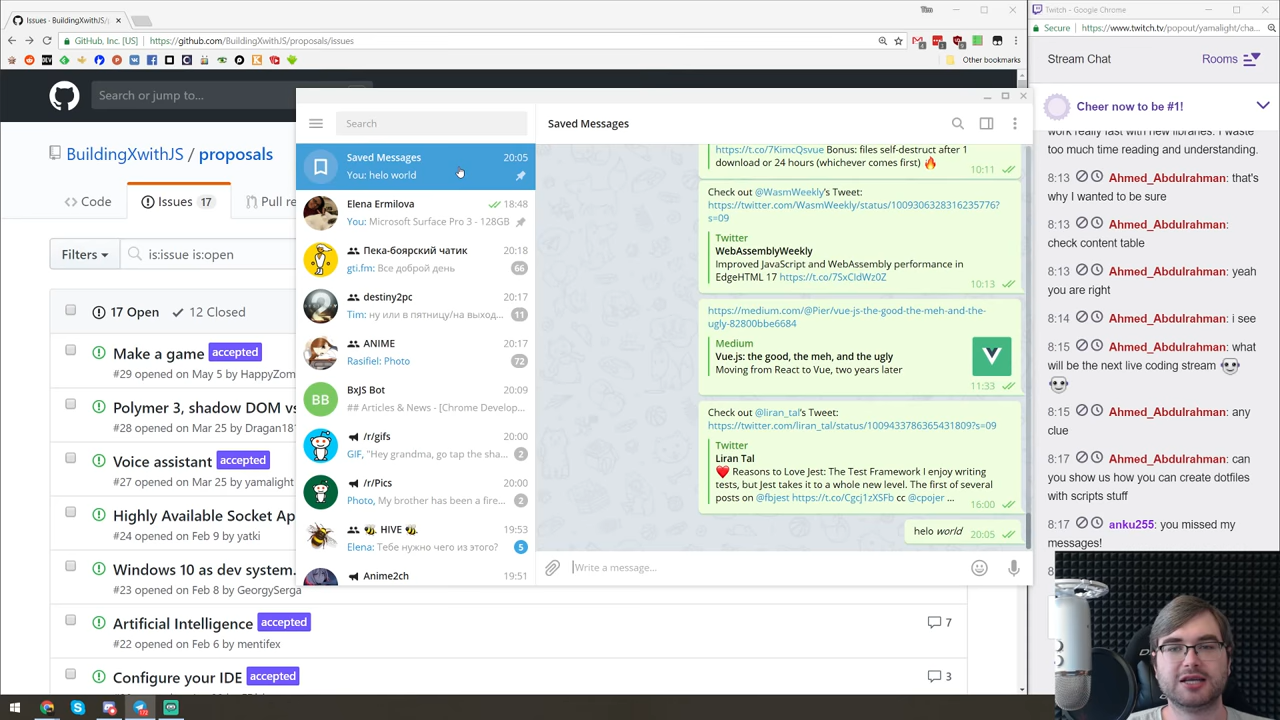 Issues · BuildingXwithJS/p
Tim
GitHub, Inc. [US]
https://github.com/BuildingXwithJS/proposals/issues
Other bookmarks
Search or jump to...
BuildingXwithJS / proposals
Code
Issues 17
Pull re
Filters
is:issue is:open
17 Open
12 Closed
Make a game accepted
#29 opened on May 5 by HappyZom
Polymer 3, shadow DOM vs
#28 opened on Mar 25 by Dragan18
Voice assistant accepted
#27 opened on Mar 25 by yamalight
Highly Available Socket Ap
#24 opened on Feb 9 by yatki
Windows 10 as dev system.
#23 opened on Feb 8 by GeorgySerga
Artificial Intelligence accepted
#22 opened on Feb 6 by mentifex
7
Configure your IDE accepted
3
Search
Saved Messages 20:05
You: helo world
Elena Ermilova 18:48
You: Microsoft Surface Pro 3 - 128GB
Пека-боярский чатик 20:18
gti.fm: Все доброй день 66
destiny2pc 20:17
Tim: ну или в пятницу/на выход... 11
ANIME 20:17
Rasifiel: Photo 72
BB
BxJS Bot 20:09
## Articles & News - [Chrome Develop...
/r/gifs 20:00
GIF, "Hey grandma, go tap the sha... 2
/r/Pics 20:00
Photo, My brother has been a fire... 2
🐝 HIVE 🐝 19:53
Elena: Тебе нужно чего из этого? 5
Anime2ch 19:51
Saved Messages
https://t.co/7KimcQsvue Bonus: files self-destruct after 1
download or 24 hours (whichever comes first) 🔥
10:11
Check out @WasmWeekly's Tweet:
https://twitter.com/WasmWeekly/status/1009306328316235776?
s=09
Twitter
WebAssemblyWeekly
Improved JavaScript and WebAssembly performance in
EdgeHTML 17 https://t.co/7SxCIdWz0Z
10:13
https://medium.com/@Pier/vue-js-the-good-the-meh-and-the-
ugly-82800bbe6684
Medium
Vue.js: the good, the meh, and the ugly
Moving from React to Vue, two years later
11:33
Check out @liran_tal's Tweet:
https://twitter.com/liran_tal/status/1009433786365431809?s=09
Twitter
Liran Tal
❤️ Reasons to Love Jest: The Test Framework I enjoy writing
tests, but Jest takes it to a whole new level. The first of several
posts on @fbjest https://t.co/Cgcj1zXSFb cc @cpojer ...
16:00
helo world 20:05
Write a message...
Twitch - Google Chrome
Secure
https://www.twitch.tv/popout/yamalight/cha...
Stream Chat
Rooms
Cheer now to be #1!
work really fast with new libraries. I waste
too much time reading and understanding.
8:13 Ahmed_Abdulrahman: that's
why I wanted to be sure
8:13 Ahmed_Abdulrahman:
check content table
8:13 Ahmed_Abdulrahman: yeah
you are right
8:14 Ahmed_Abdulrahman: i see
8:15 Ahmed_Abdulrahman: what
will be the next live coding stream
8:15 Ahmed_Abdulrahman: any
clue
8:17 Ahmed_Abdulrahman: can
you show us how you can create dotfiles
with scripts stuff
8:17 anku255: you missed my
messages!